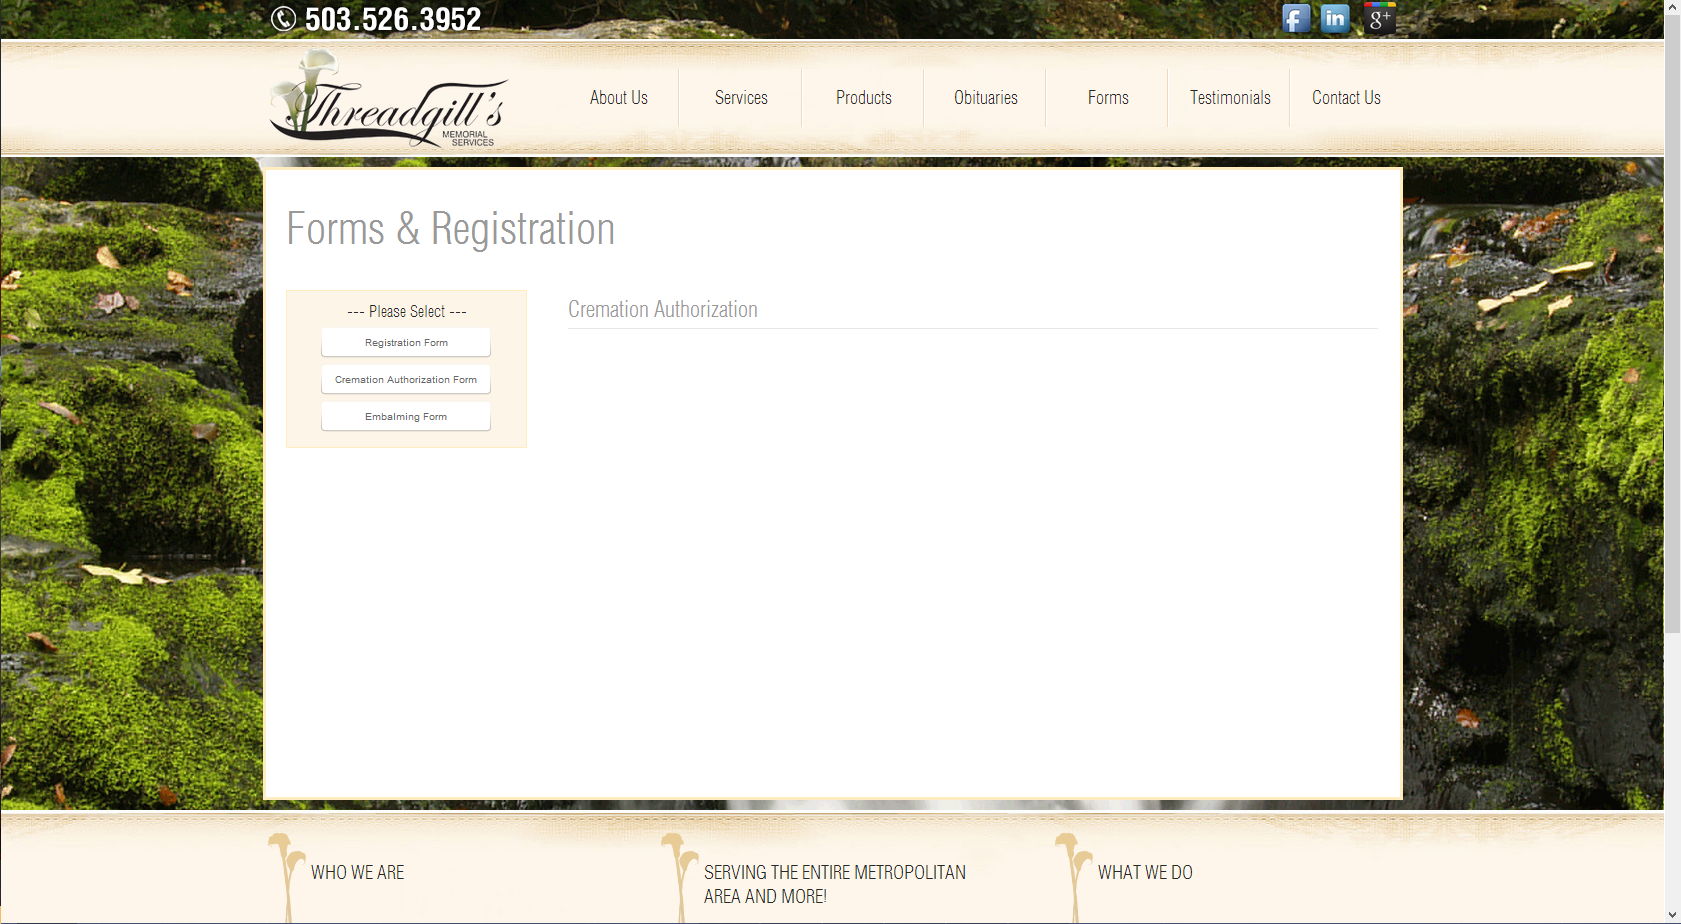 503.526.3952
f in g+
Threadgill's
MEMORIAL
SERVICES
About Us
Services
Products
Obituaries
Forms
Testimonials
Contact Us
Forms & Registration
--- Please Select ---
Registration Form
Cremation Authorization Form
Embalming Form
Cremation Authorization
WHO WE ARE
SERVING THE ENTIRE METROPOLITAN
AREA AND MORE!
WHAT WE DO